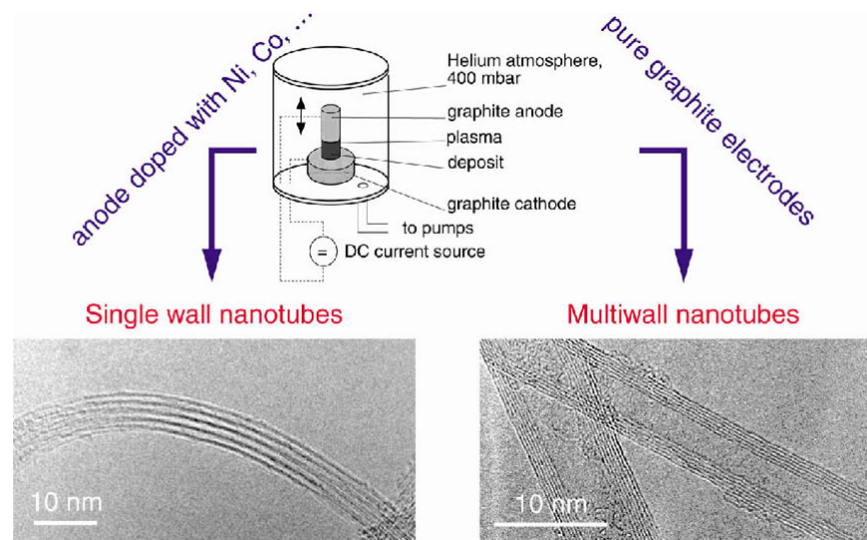 anode doped with Ni, Co, ...
pure graphite electrodes
Helium atmosphere,
400 mbar
graphite anode
plasma
deposit
graphite cathode
to pumps
= DC current source
Single wall nanotubes
Multiwall nanotubes
10 nm
10 nm